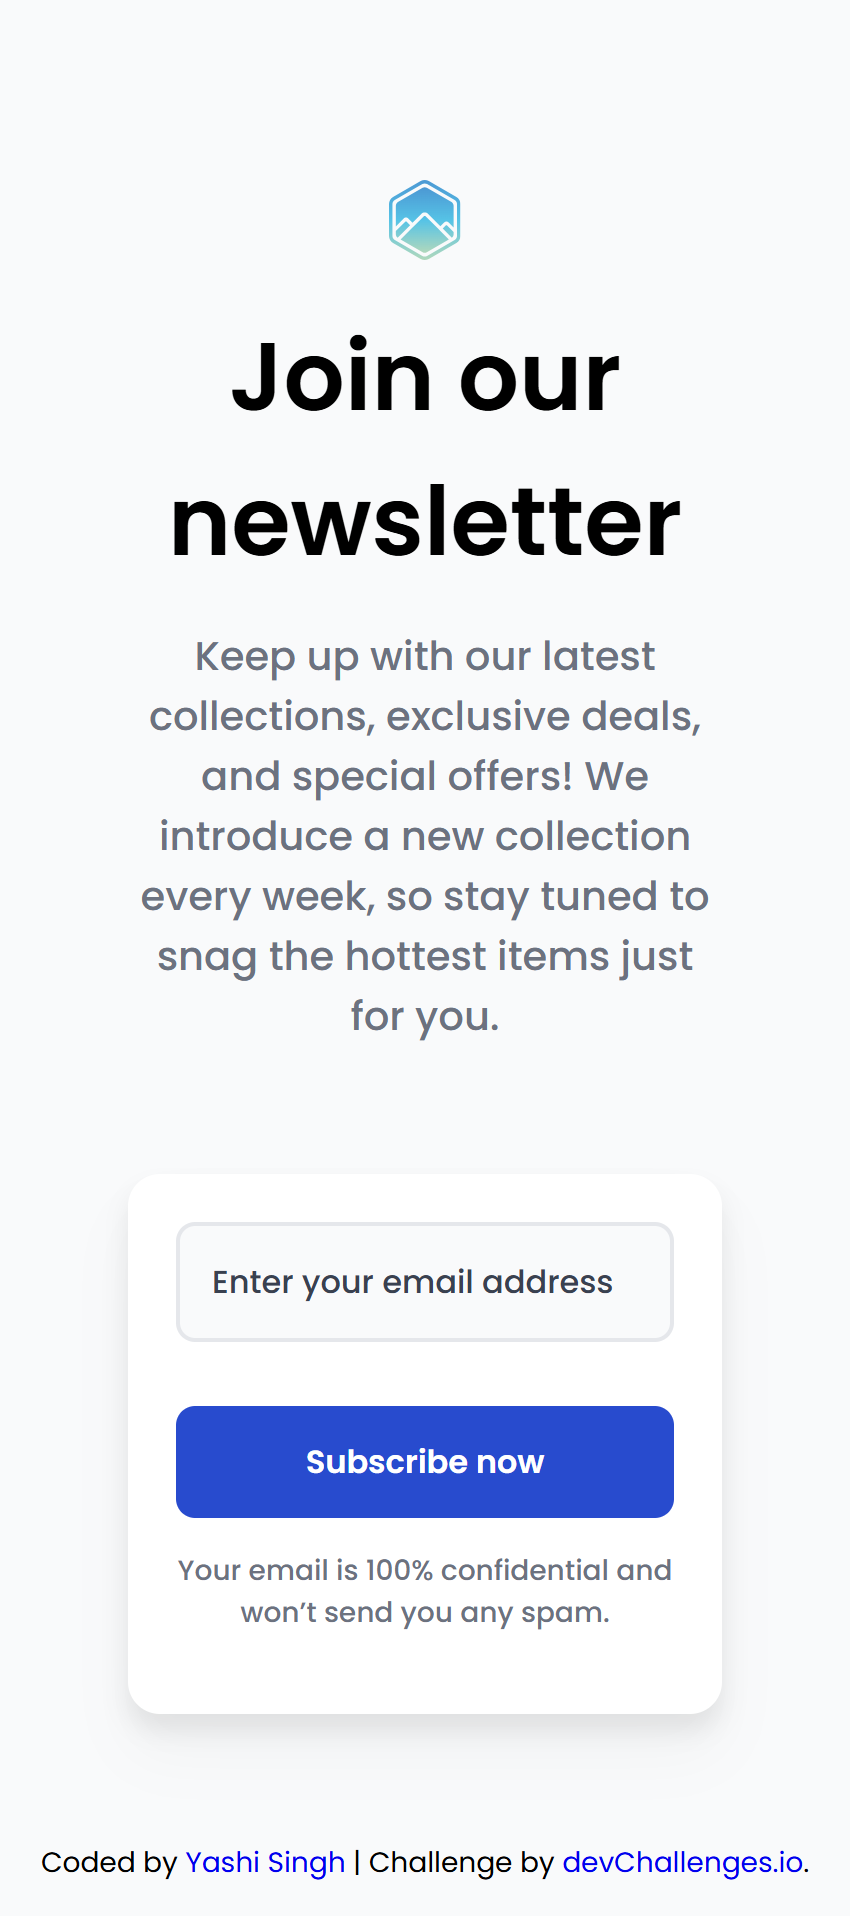 Join our
newsletter
Keep up with our latest
collections, exclusive deals,
and special offers! We
introduce a new collection
every week, so stay tuned to
snag the hottest items just
for you.
Enter your email address
Subscribe now
Your email is 100% confidential and
won’t send you any spam.
Coded by Yashi Singh | Challenge by devChallenges.io.